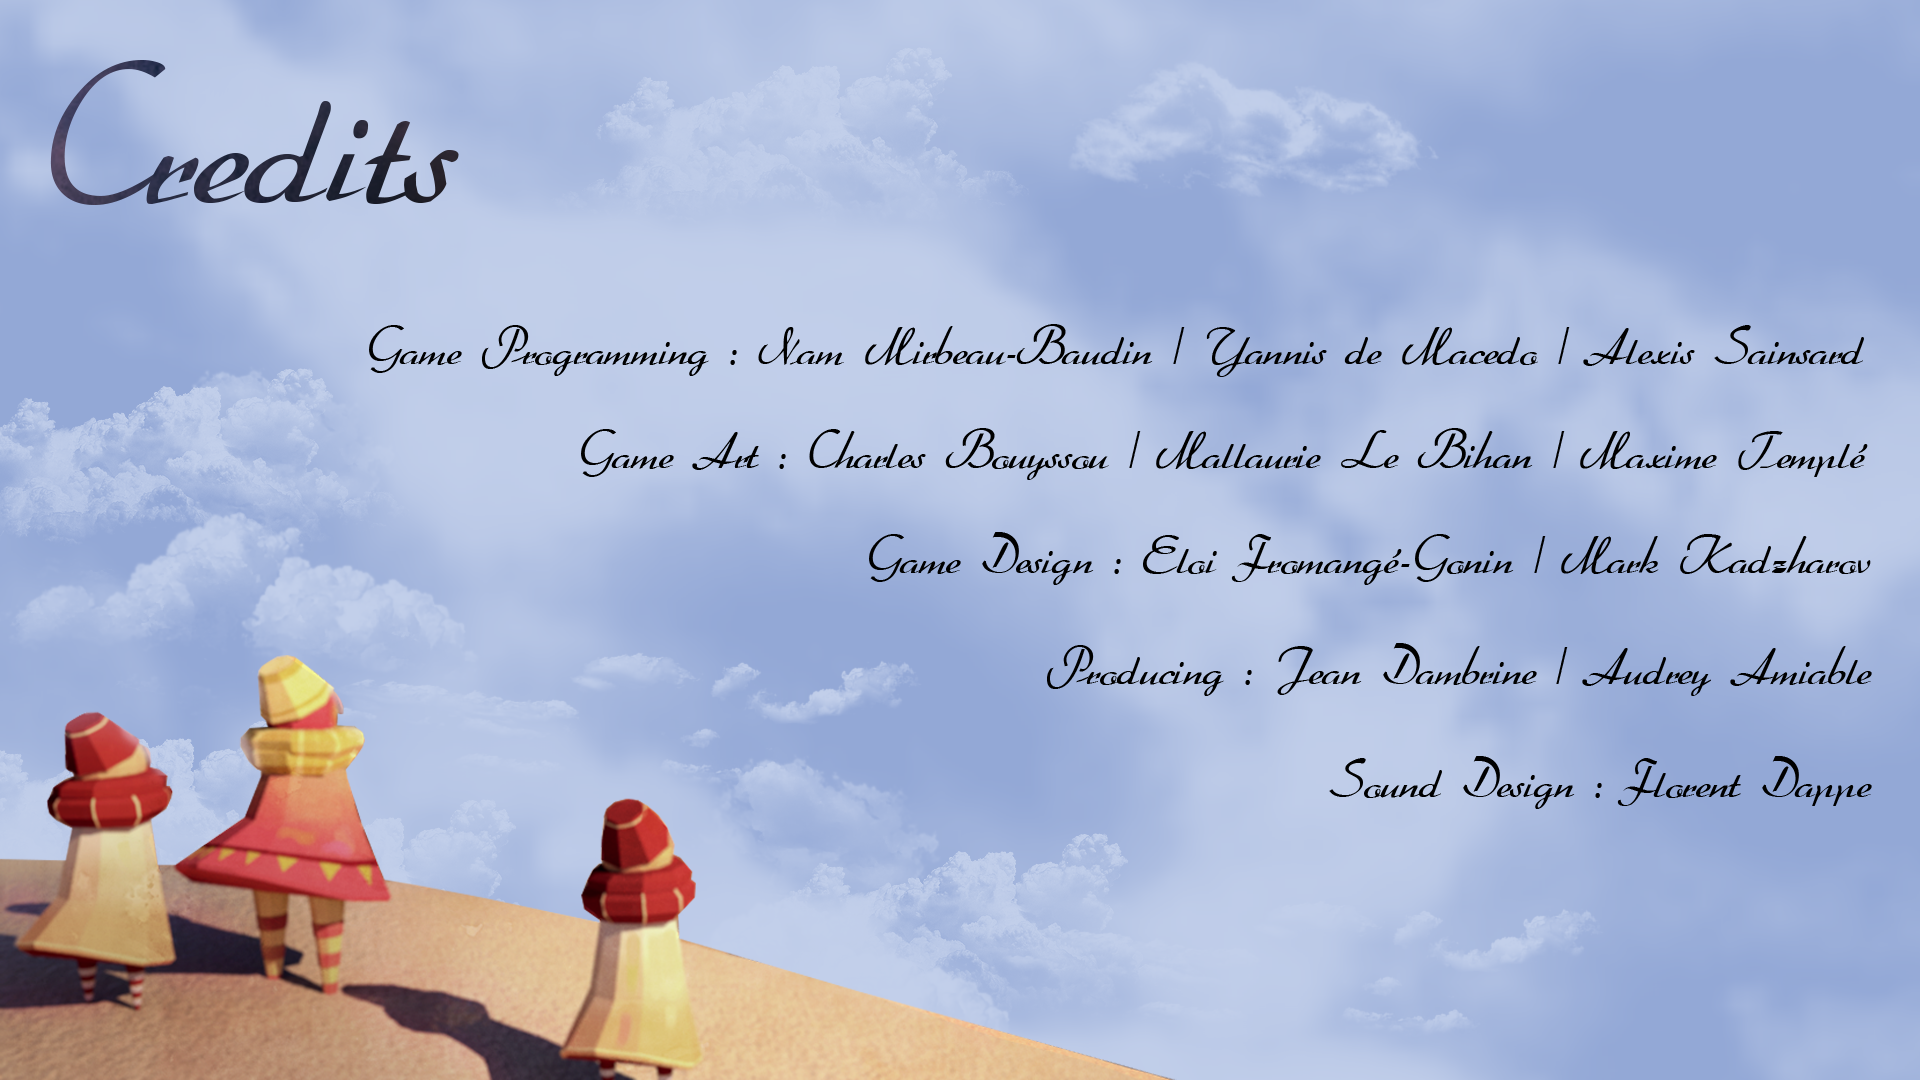 Credits
Game Programming : Nam Mirbeau-Baudin | Yannis de Macedo | Alexis Sainsard
Game Art : Charles Bouyssou | Mallaurie Le Bihan | Maxime Templé
Game Design : Eloi Fromangé-Gonin | Mark Kadzharov
Producing : Jean Dambrine | Audrey Amiable
Sound Design : Florent Dappe